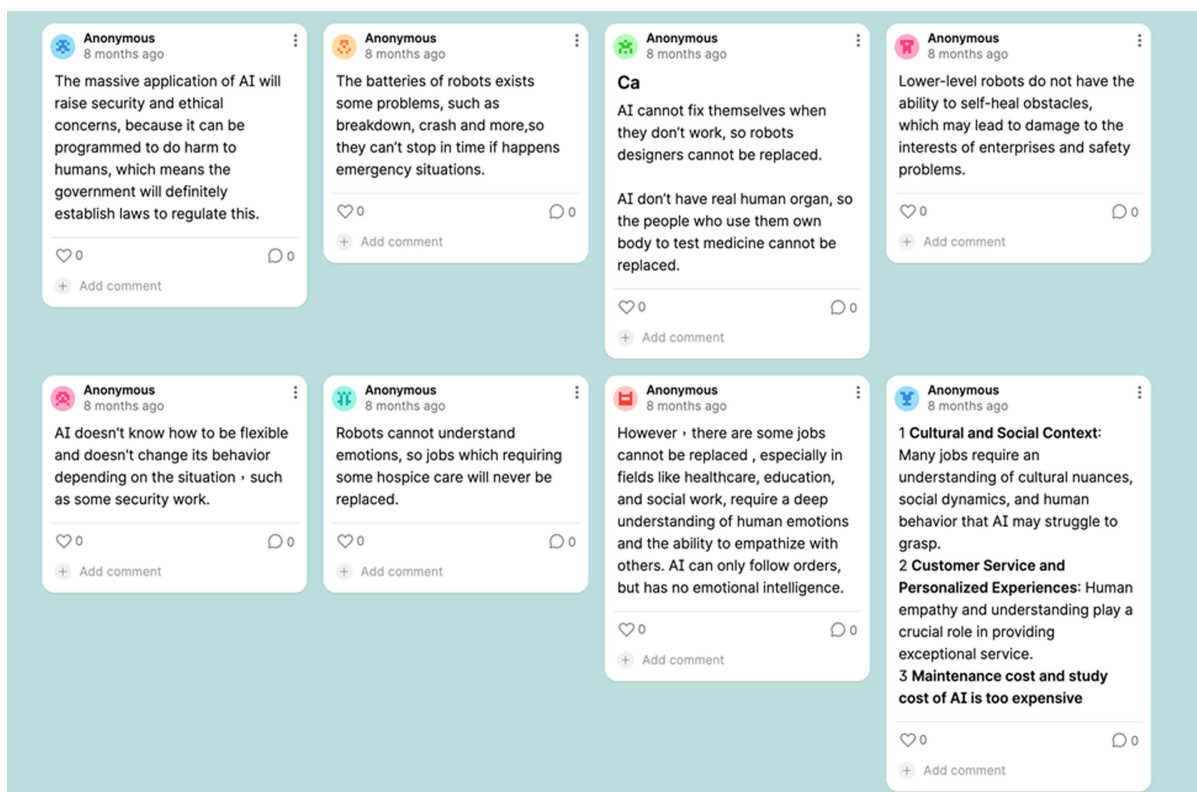 Anonymous
8 months ago
The massive application of AI will
raise security and ethical
concerns, because it can be
programmed to do harm to
humans, which means the
government will definitely
establish laws to regulate this.
0
0
Add comment
Anonymous
8 months ago
The batteries of robots exists
some problems, such as
breakdown, crash and more,so
they can't stop in time if happens
emergency situations.
0
0
Add comment
Anonymous
8 months ago
Ca
AI cannot fix themselves when
they don't work, so robots
designers cannot be replaced.
AI don't have real human organ, so
the people who use them own
body to test medicine cannot be
replaced.
0
0
Add comment
Anonymous
8 months ago
Lower-level robots do not have the
ability to self-heal obstacles,
which may lead to damage to the
interests of enterprises and safety
problems.
0
0
Add comment
Anonymous
8 months ago
AI doesn't know how to be flexible
and doesn't change its behavior
depending on the situation，such
as some security work.
0
0
Add comment
Anonymous
8 months ago
Robots cannot understand
emotions, so jobs which requiring
some hospice care will never be
replaced.
0
0
Add comment
Anonymous
8 months ago
However，there are some jobs
cannot be replaced , especially in
fields like healthcare, education,
and social work, require a deep
understanding of human emotions
and the ability to empathize with
others. AI can only follow orders,
but has no emotional intelligence.
0
0
Add comment
Anonymous
8 months ago
1 Cultural and Social Context:
Many jobs require an
understanding of cultural nuances,
social dynamics, and human
behavior that AI may struggle to
grasp.
2 Customer Service and
Personalized Experiences: Human
empathy and understanding play a
crucial role in providing
exceptional service.
3 Maintenance cost and study
cost of AI is too expensive
0
0
Add comment